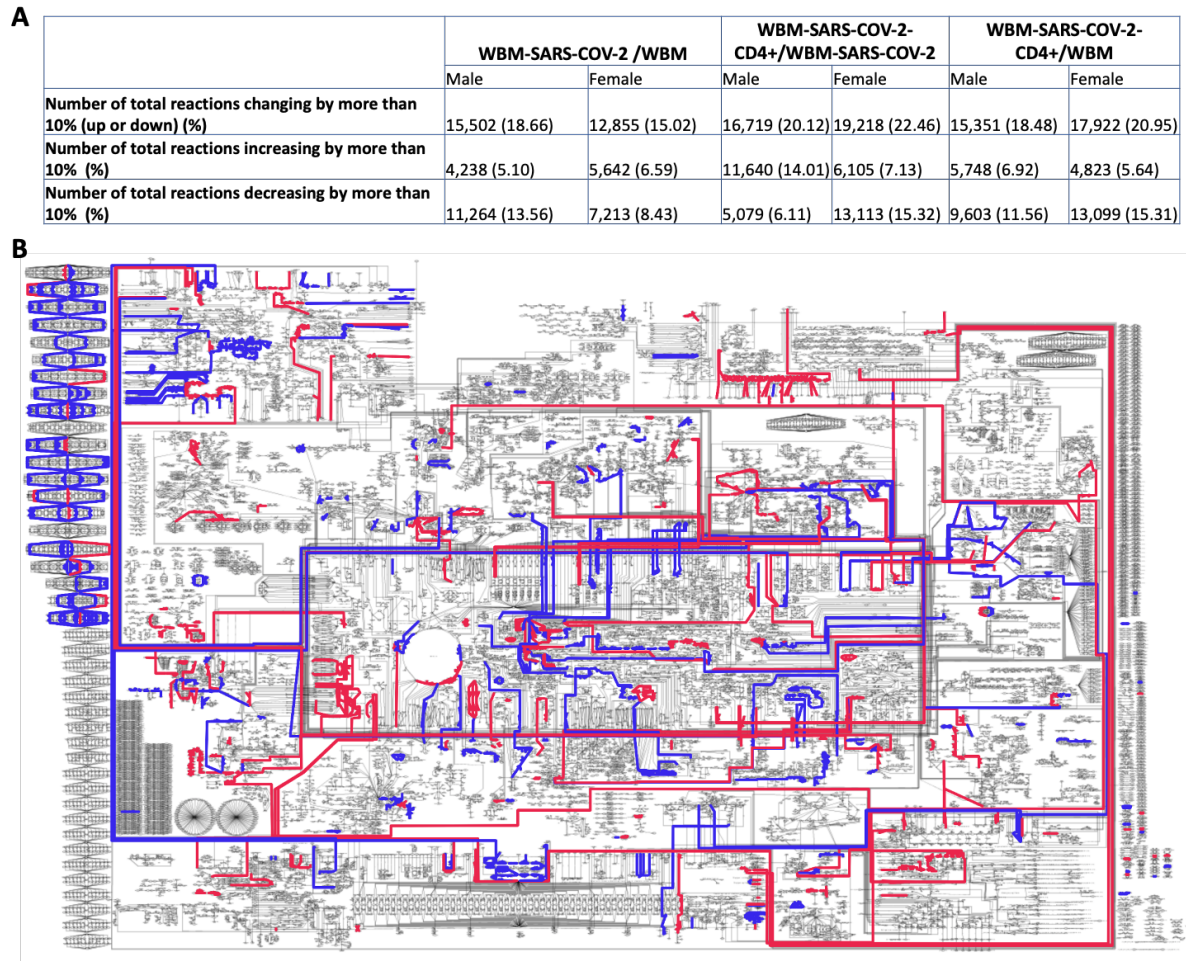 A
WBM-SARS-COV-2 /WBM
WBM-SARS-COV-2-
CD4+/WBM-SARS-COV-2
WBM-SARS-COV-2-
CD4+/WBM
Male
Female
Male
Female
Male
Female
Number of total reactions changing by more than
10% (up or down) (%)
15,502 (18.66)
12,855 (15.02)
16,719 (20.12)
19,218 (22.46)
15,351 (18.48)
17,922 (20.95)
Number of total reactions increasing by more than
10% (%)
4,238 (5.10)
5,642 (6.59)
11,640 (14.01)
6,105 (7.13)
5,748 (6.92)
4,823 (5.64)
Number of total reactions decreasing by more than
10% (%)
11,264 (13.56)
7,213 (8.43)
5,079 (6.11)
13,113 (15.32)
9,603 (11.56)
13,099 (15.31)
B